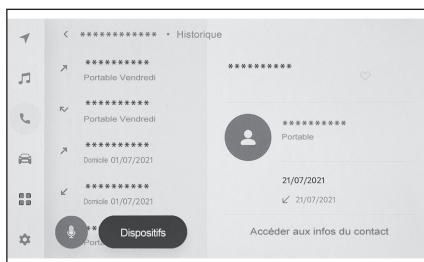 ************ • Historique
**********
Portable Vendredi
**********
Portable Vendredi
**********
Domicile 01/07/2021
**********
Domicile 01/07/2021
**
Dispositifs
**********
**********
Portable
21/07/2021
21/07/2021
Accéder aux infos du contact